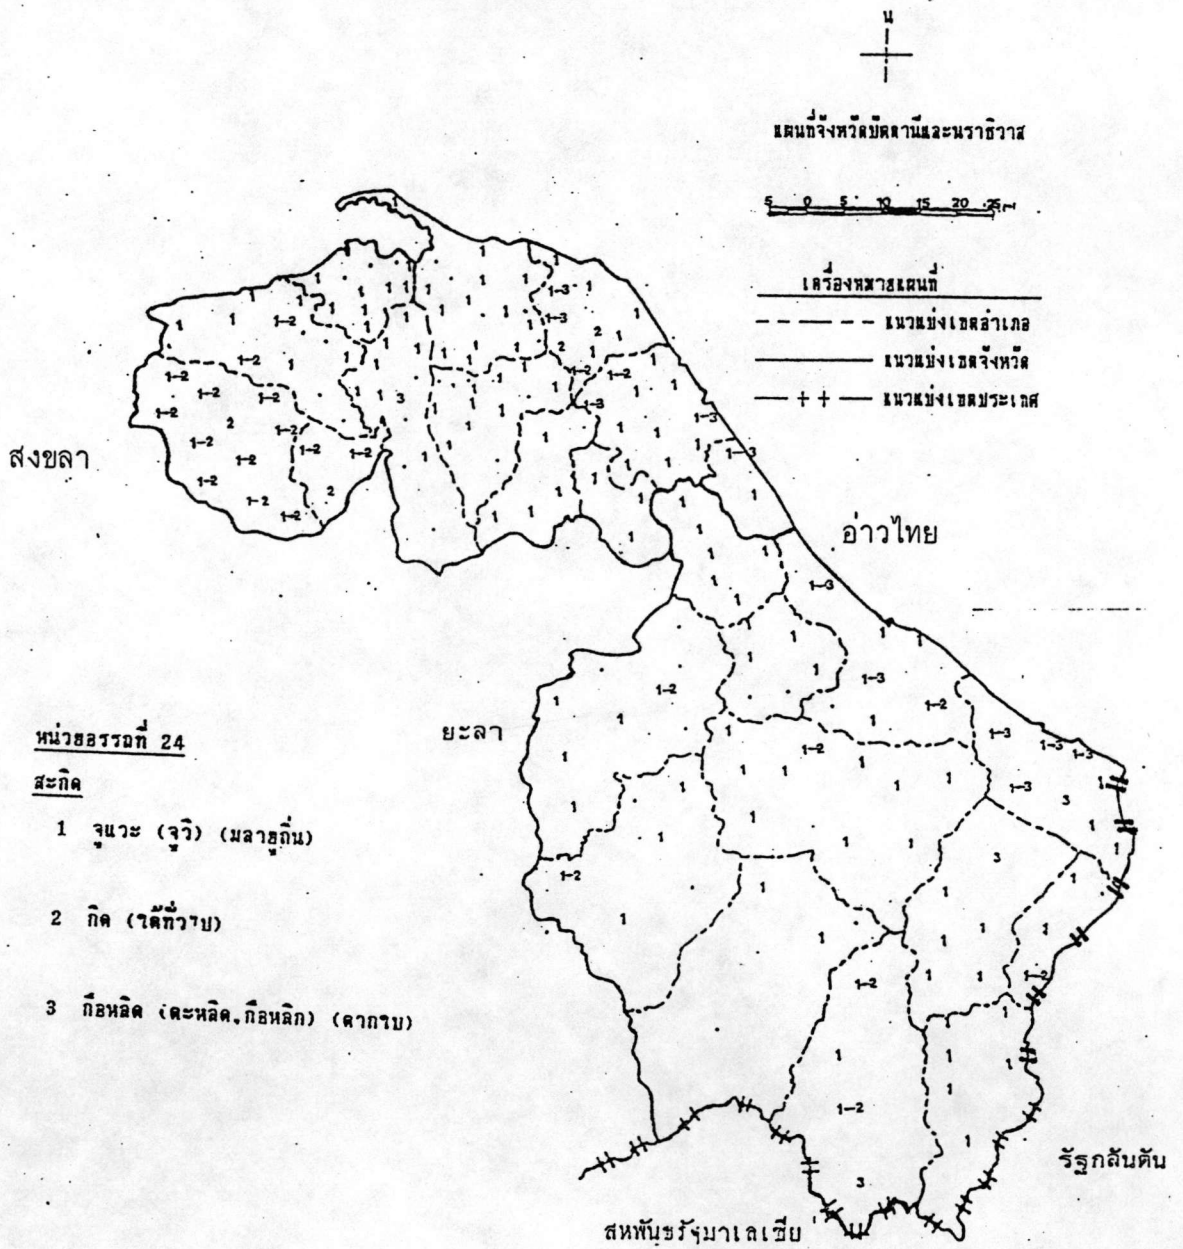 น
แผนที่จังหวัดปัตตานีและนราธิวาส
5 0 5 10 15 20 25
เครื่องหมายแผนที่
แนวแบ่งเขตอำเภอ
แนวแบ่งเขตจังหวัด
แนวแบ่งเขตประเทศ
สงขลา
อ่าวไทย
ยะลา
หน่วยอรรถที่ 24
สะกิด
1 จูแวะ (จูวิ) (มลายูถิ่น)
2 กิด (ใต้ทั่วไป)
3 กือหลิด (ตะหลิด,กือหลิก) (ตากใบ)
รัฐกลันตัน
สหพันธรัฐมาเลเซีย